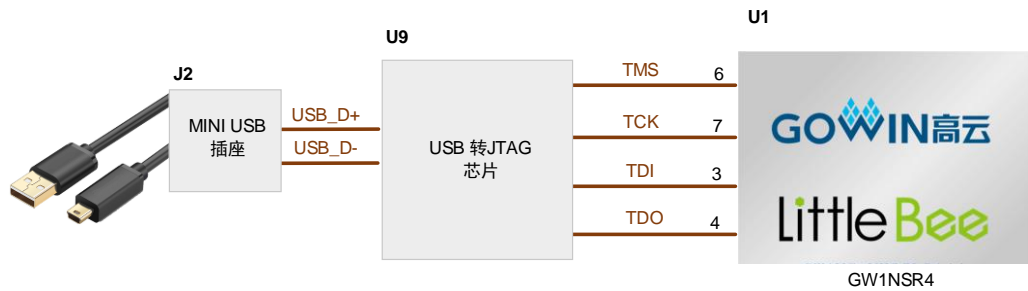 U1
U9
J2
MINI USB
插座
USB_D+
USB_D-
USB 转JTAG
芯片
TMS
6
TCK
7
TDI
3
TDO
4
GOWIN高云
LittleBee
GW1NSR4